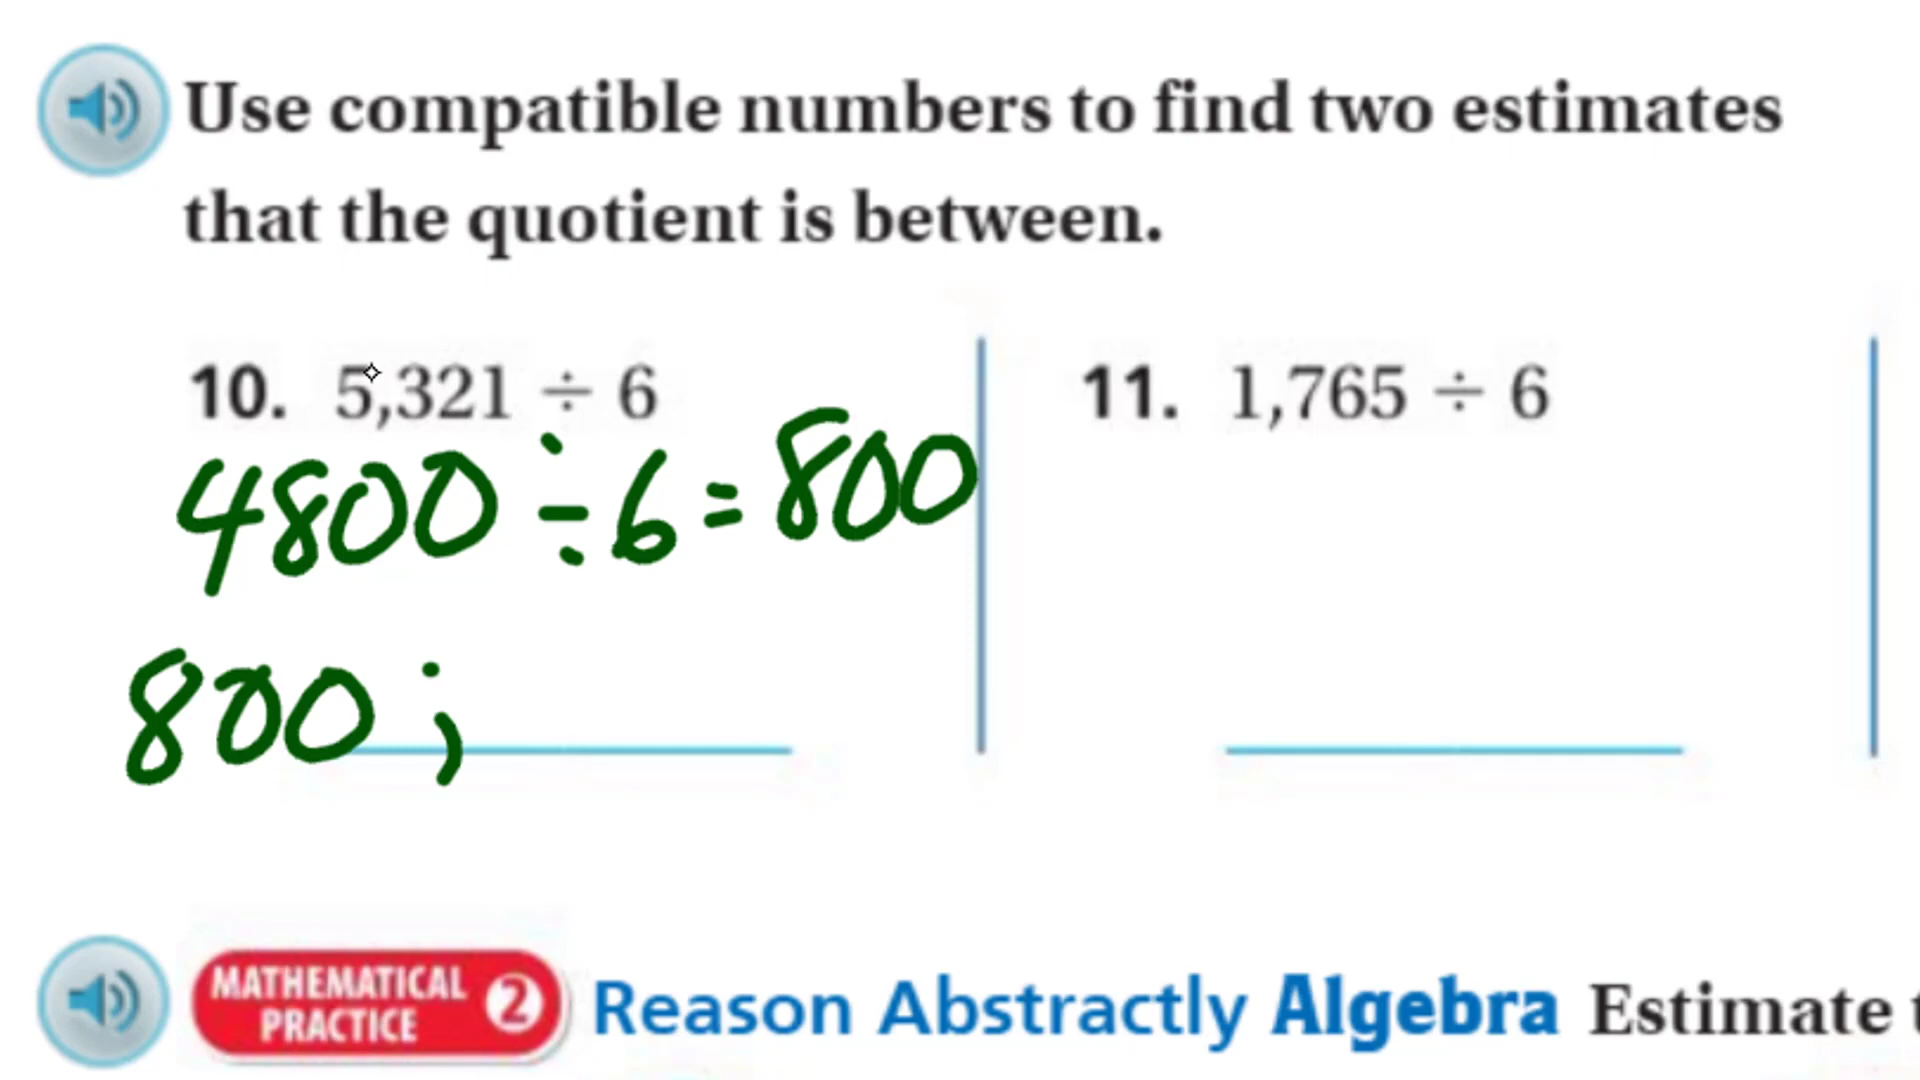 Use compatible numbers to find two estimates
that the quotient is between.
10. 5,321 ÷ 6
4800 ÷ 6 = 800
800 ;
11. 1,765 ÷ 6
MATHEMATICAL
PRACTICE 2
Reason Abstractly Algebra Estimate